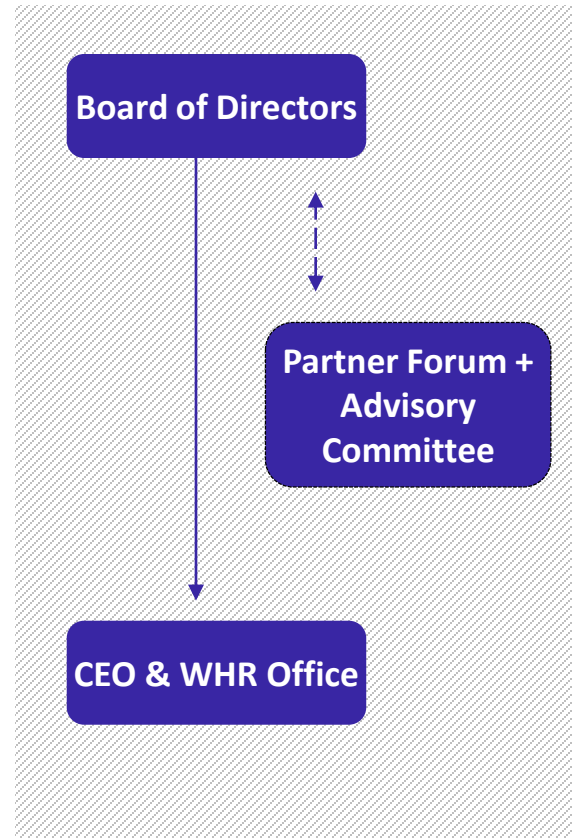 Board of Directors
Partner Forum +
Advisory
Committee
CEO & WHR Office